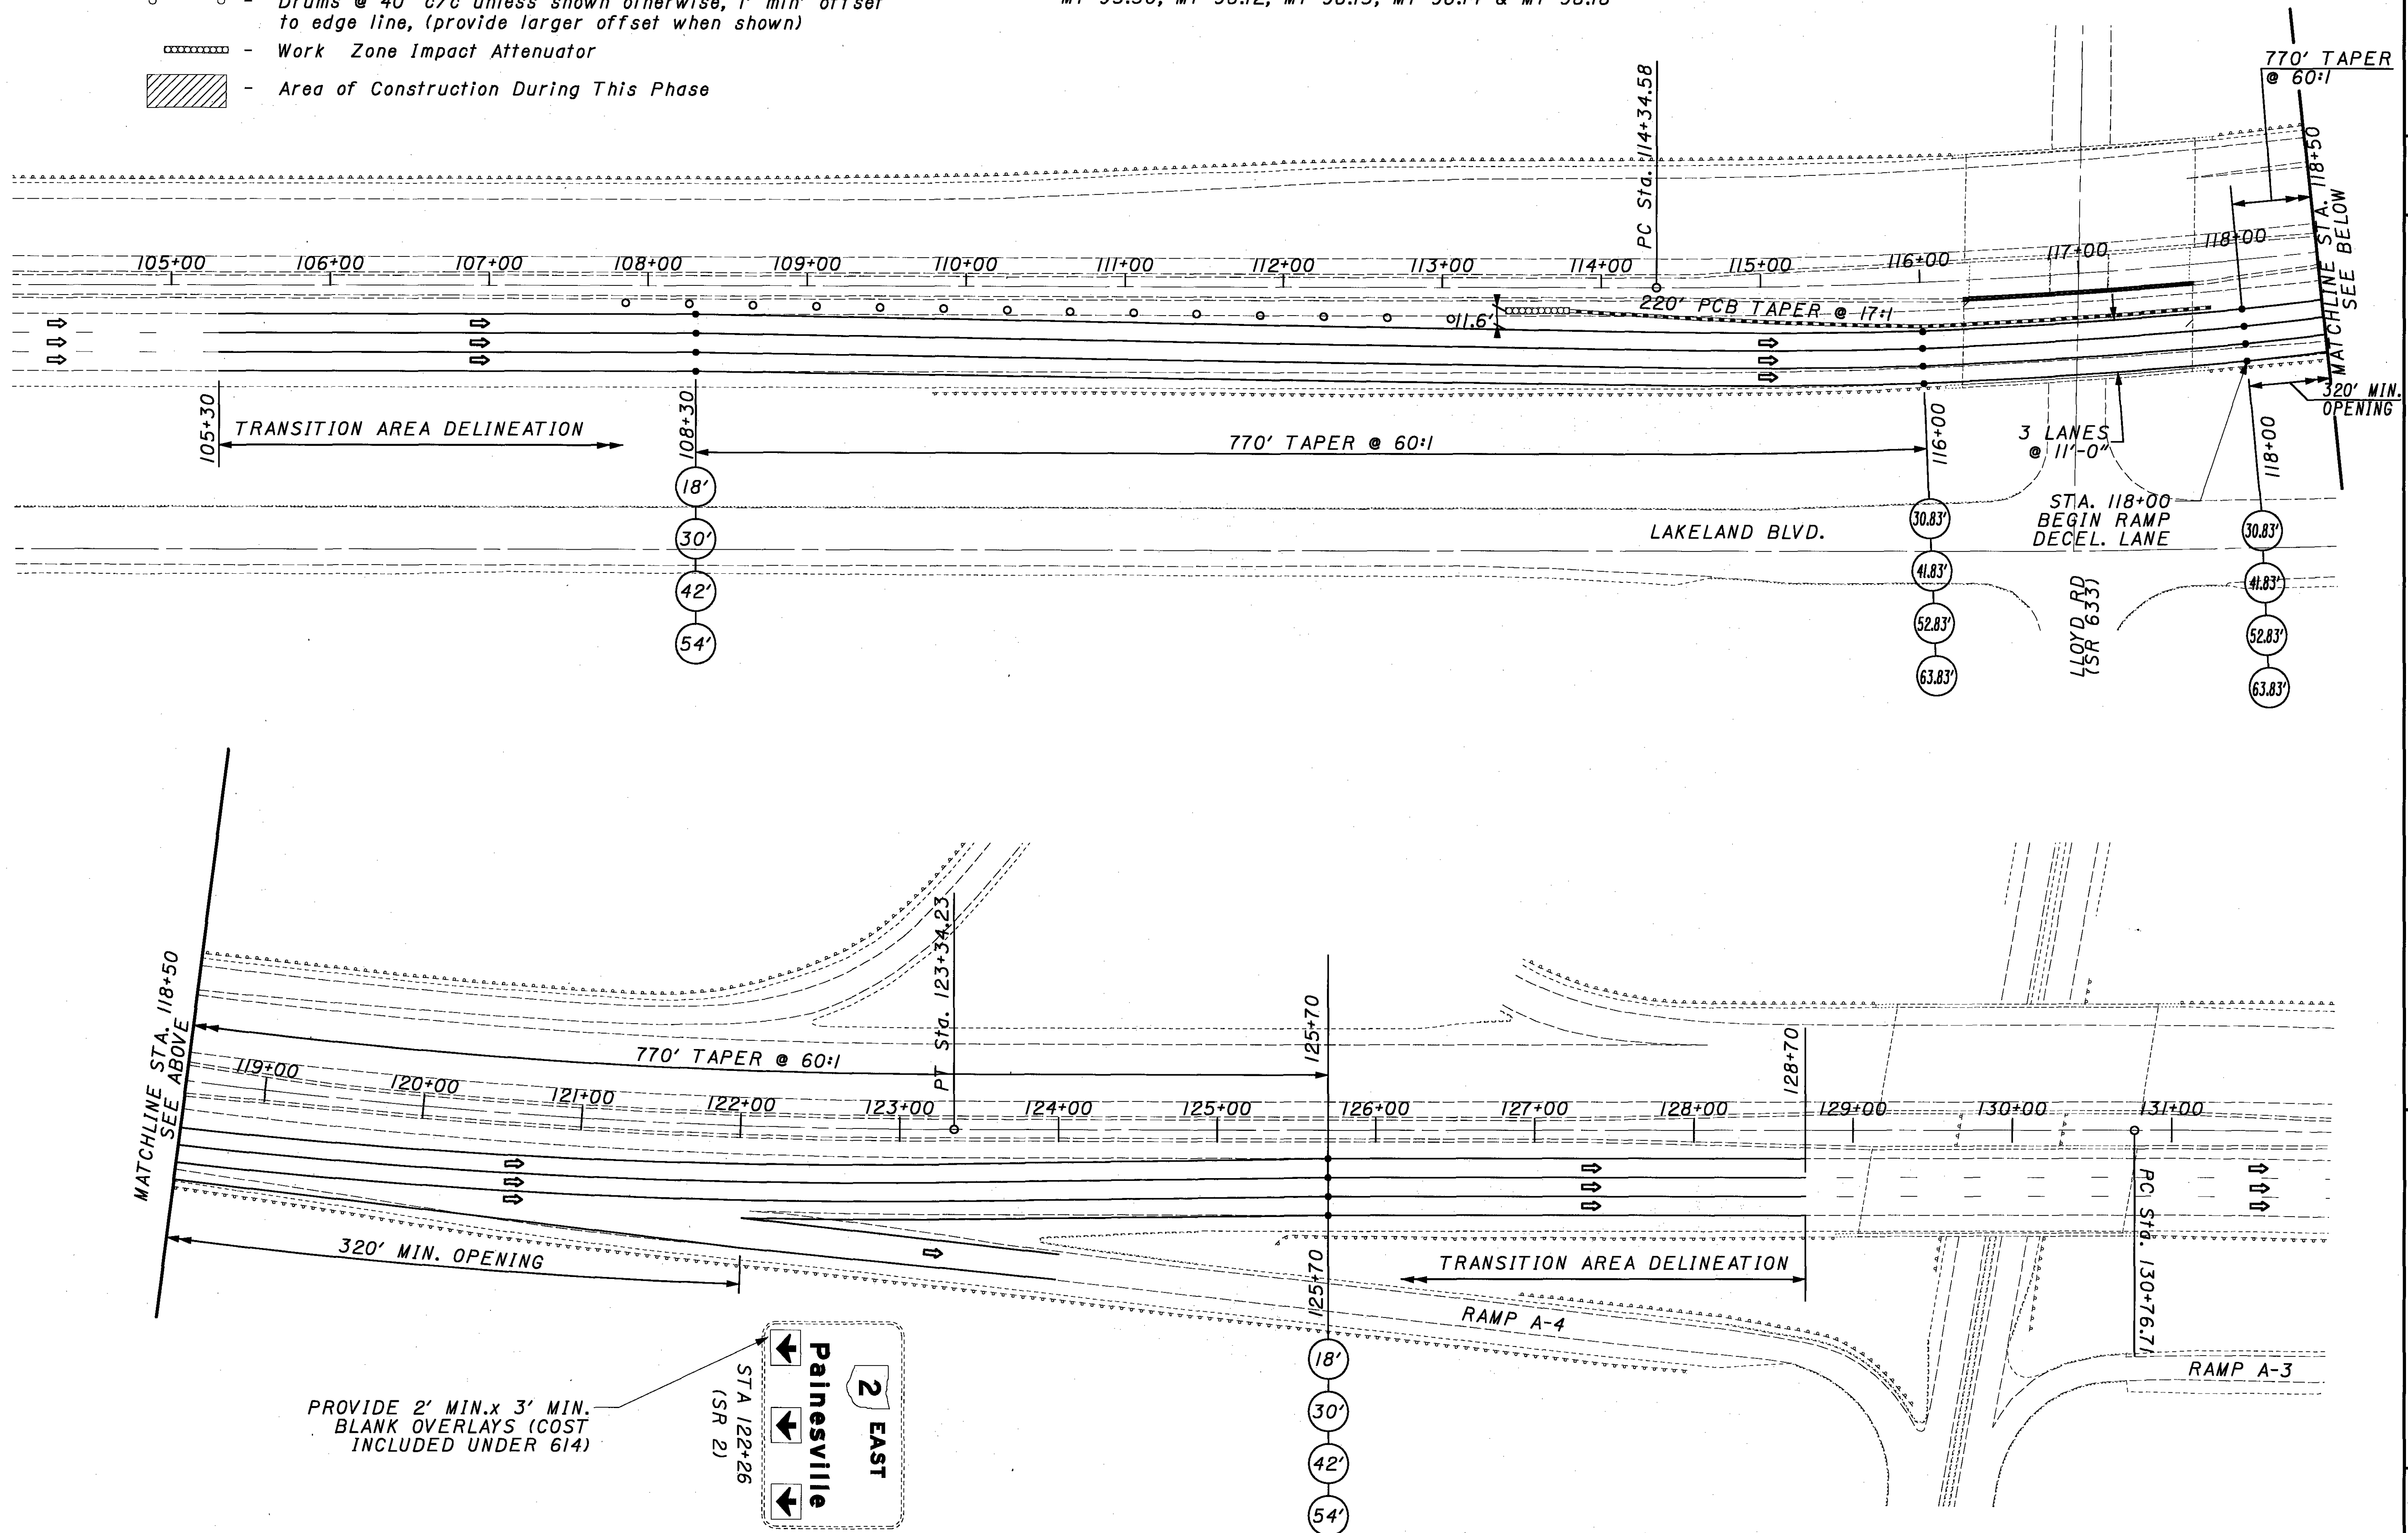 Drums @ 40' c/c unless shown otherwise, 1' min offset
to edge line, (provide larger offset when shown)
- Work Zone Impact Attenuator
- Area of Construction During This Phase
770' TAPER
@ 60:1
PC Sta. 114+34.58
MATCHLINE STA. 118+50
SEE BELOW
105+00
106+00
107+00
108+00
109+00
110+00
111+00
112+00
113+00
114+00
115+00
116+00
117+00
118+00
11.6'
220' PCB TAPER @ 17:1
105+30
TRANSITION AREA DELINEATION
108+30
770' TAPER @ 60:1
116+00
3 LANES
@ 11'-0"
118+00
320' MIN.
OPENING
18'
30'
42'
54'
LAKELAND BLVD.
30.83'
41.83'
52.83'
63.83'
STA. 118+00
BEGIN RAMP
DECEL. LANE
LLOYD RD
(SR 633)
30.83'
41.83'
52.83'
63.83'
MATCHLINE STA. 118+50
SEE ABOVE
770' TAPER @ 60:1
PT Sta. 123+34.23
125+70
128+70
119+00
120+00
121+00
122+00
123+00
124+00
125+00
126+00
127+00
128+00
129+00
130+00
131+00
320' MIN. OPENING
125+70
TRANSITION AREA DELINEATION
PC Sta. 130+76.71
RAMP A-4
RAMP A-3
18'
30'
42'
54'
PROVIDE 2' MIN.x 3' MIN.
BLANK OVERLAYS (COST
INCLUDED UNDER 614)
2 EAST
Painesville
STA 122+26
(SR 2)